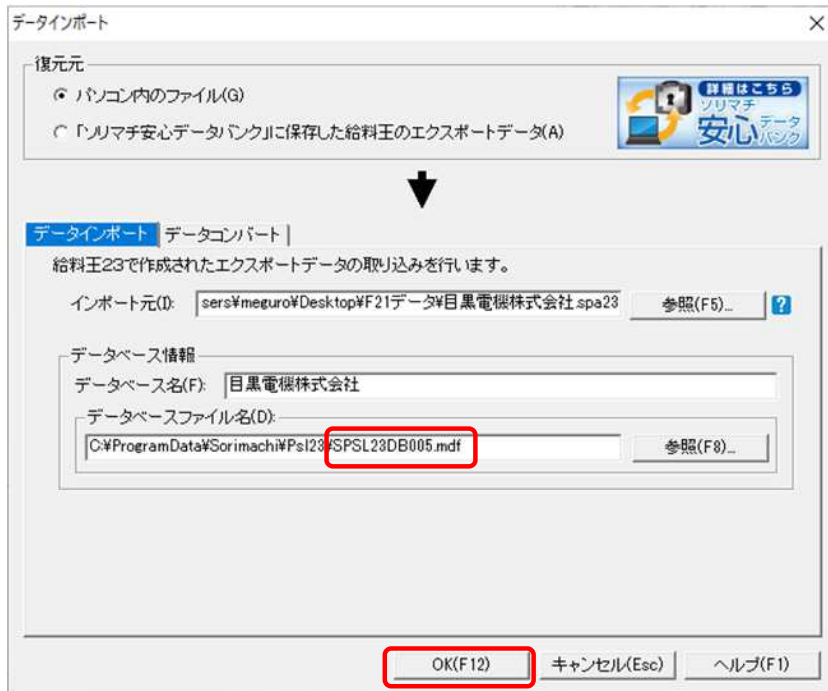 データインポート
復元元
パソコン内のファイル(G)
「ソリマチ安心データバンク」に保存した給料王のエクスポートデータ(A)
詳細はこちら
ソリマチ
安心データバンク
データインポート データコンバート
給料王23で作成されたエクスポートデータの取り込みを行います。
インポート元(I): sers¥meguro¥Desktop¥F21データ¥目黒電機株式会社.spa23 参照(F5)... ?
データベース情報
データベース名(F): 目黒電機株式会社
データベースファイル名(D):
C:¥ProgramData¥Sorimachi¥Psl23¥SPSL23DB005.mdf 参照(F8)...
OK(F12) キャンセル(Esc) ヘルプ(F1)